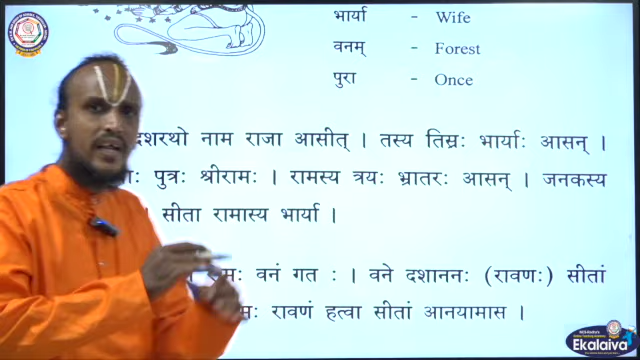 भार्या - Wife
वनम् - Forest
पुरा - Once
दशरथो नाम राजा आसीत् । तस्य तिस्रः भार्याः आसन् ।
पुत्रः श्रीरामः । रामस्य त्रयः भ्रातरः आसन् । जनकस्य
। सीता रामास्य भार्या ।
वनं गत : । वने दशाननः (रावणः) सीतां
रावणं हत्वा सीतां आनयामास ।
Ekalaiva